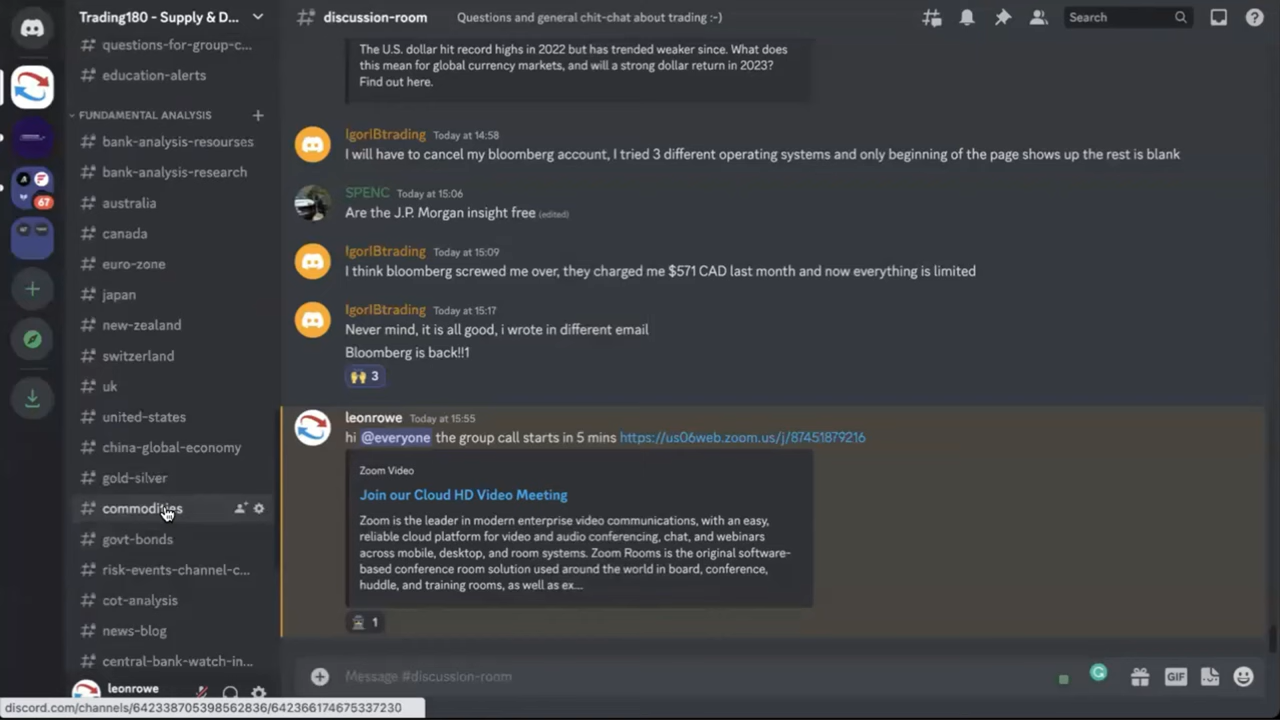 Trading180 - Supply & D...
questions-for-group-c...
education-alerts
FUNDAMENTAL ANALYSIS
bank-analysis-resourses
bank-analysis-research
australia
canada
euro-zone
japan
new-zealand
switzerland
uk
united-states
china-global-economy
gold-silver
commodities
govt-bonds
risk-events-channel-c...
cot-analysis
news-blog
central-bank-watch-in...
leonrowe
discord.com/channels/642338705398562836/642366174675337230
67
discussion-room Questions and general chit-chat about trading :-)
Search
The U.S. dollar hit record highs in 2022 but has trended weaker since. What does
this mean for global currency markets, and will a strong dollar return in 2023?
Find out here.
IgorIBtrading Today at 14:58
I will have to cancel my bloomberg account, I tried 3 different operating systems and only beginning of the page shows up the rest is blank
SPENC Today at 15:06
Are the J.P. Morgan insight free (edited)
IgorIBtrading Today at 15:09
I think bloomberg screwed me over, they charged me $571 CAD last month and now everything is limited
IgorIBtrading Today at 15:17
Never mind, it is all good, i wrote in different email
Bloomberg is back!!1
3
leonrowe Today at 15:55
hi @everyone the group call starts in 5 mins https://us06web.zoom.us/j/87451879216
Zoom Video
Join our Cloud HD Video Meeting
Zoom is the leader in modern enterprise video communications, with an easy,
reliable cloud platform for video and audio conferencing, chat, and webinars
across mobile, desktop, and room systems. Zoom Rooms is the original software-
based conference room solution used around the world in board, conference,
huddle, and training rooms, as well as ex...
1
Message #discussion-room
GIF